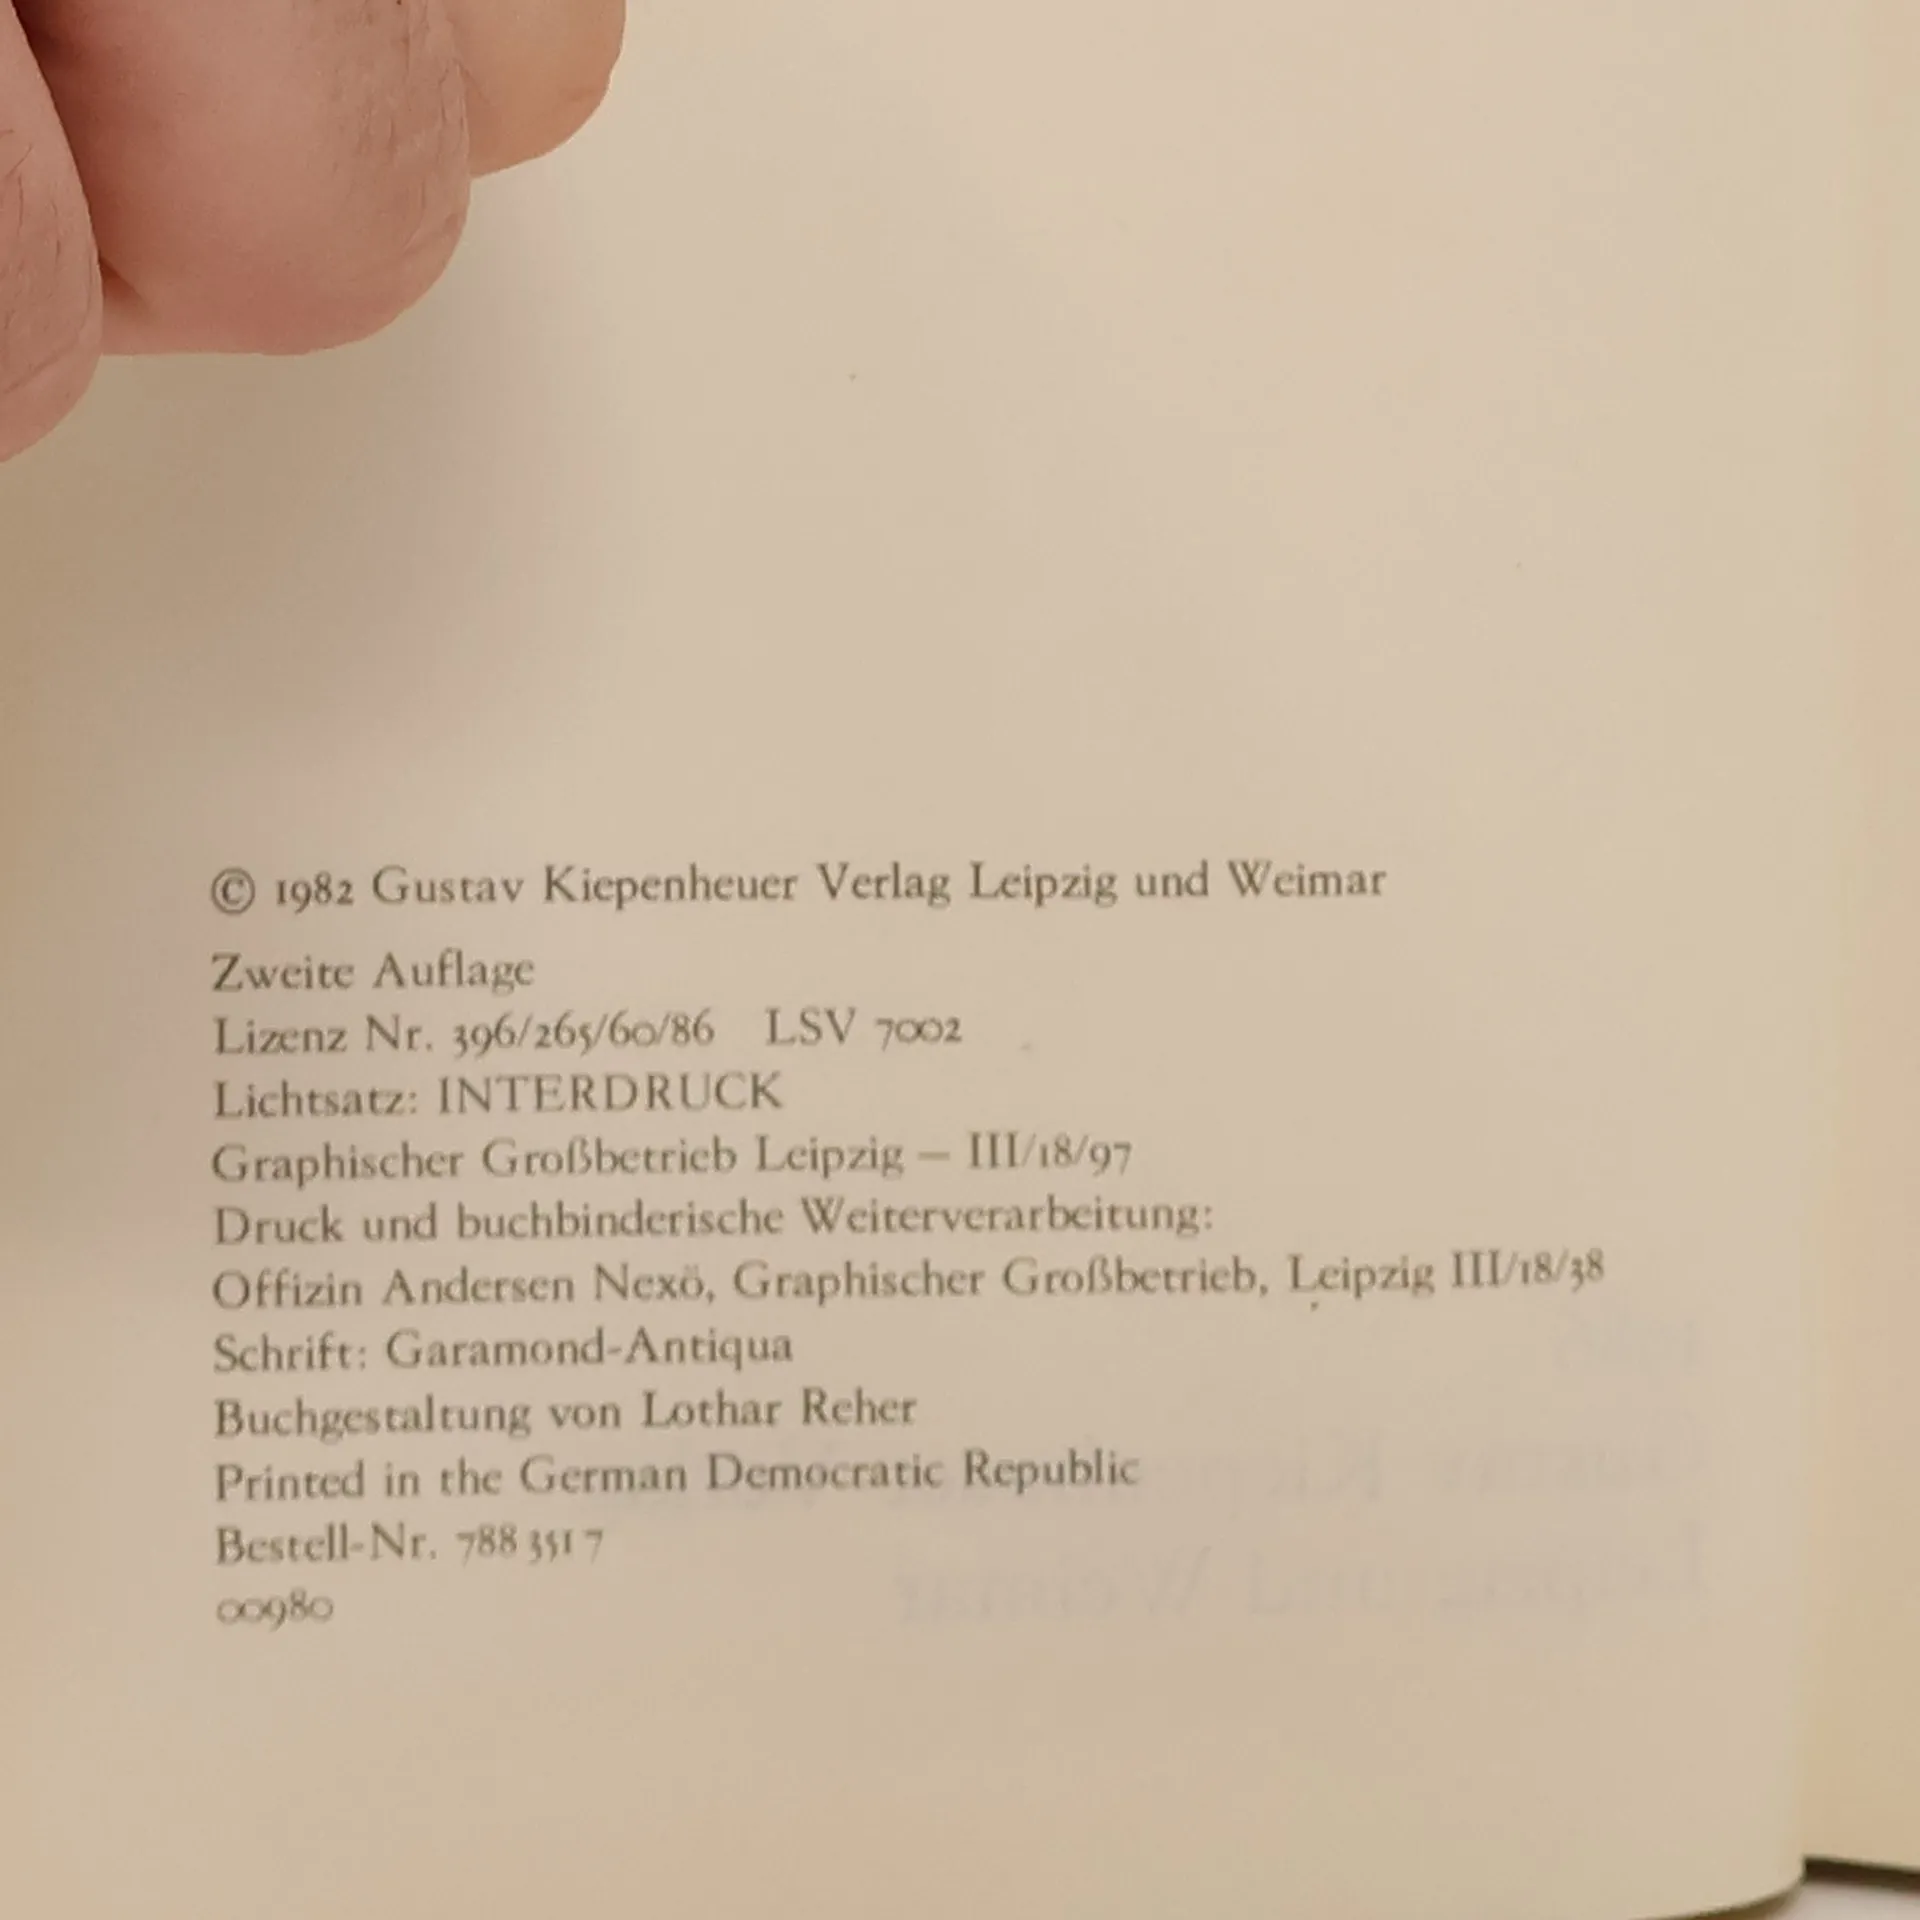 © 1982 Gustav Kiepenheuer Verlag Leipzig und Weimar
Zweite Auflage
Lizenz Nr. 396/265/60/86 LSV 7002
Lichtsatz: INTERDRUCK
Graphischer Großbetrieb Leipzig – III/18/97
Druck und buchbinderische Weiterverarbeitung:
Offizin Andersen Nexö, Graphischer Großbetrieb, Leipzig III/18/38
Schrift: Garamond-Antiqua
Buchgestaltung von Lothar Reher
Printed in the German Democratic Republic
Bestell-Nr. 788 351 7
00980